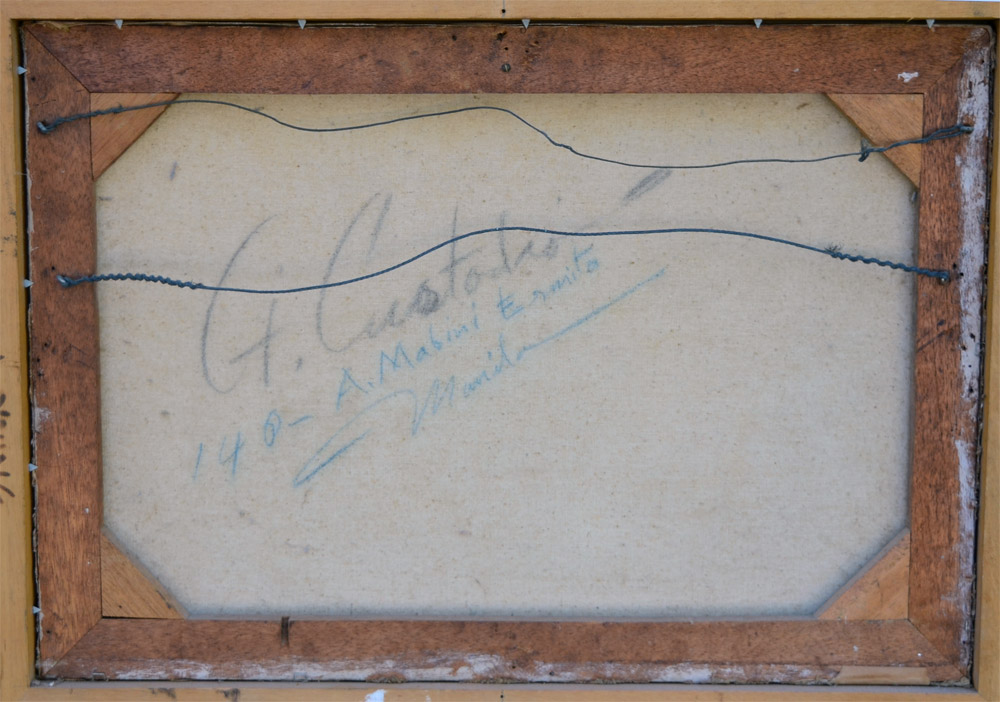 G. Custodio
140- A. Mabini Ermita
Manila